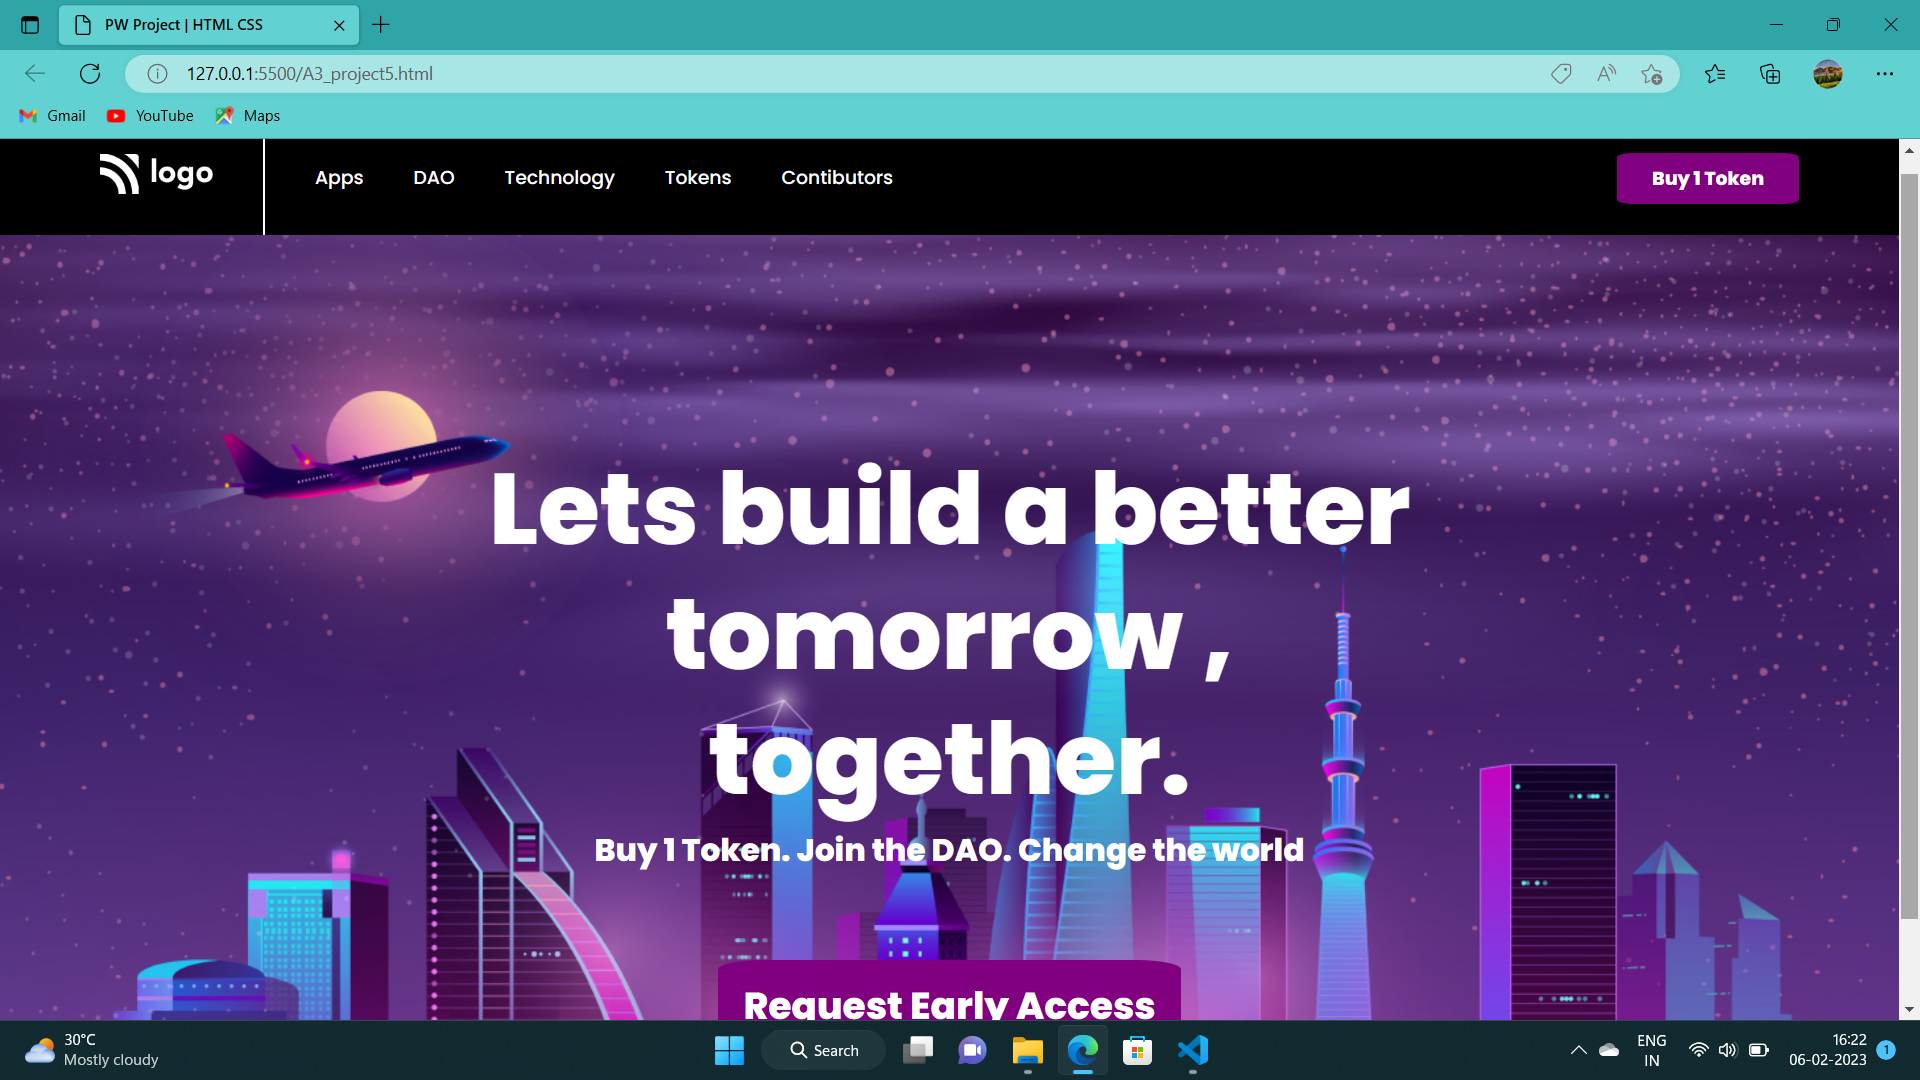 PW Project | HTML CSS
127.0.0.1:5500/A3_project5.html
Gmail YouTube Maps
logo Apps DAO Technology Tokens Contibutors Buy 1 Token
Lets build a better
tomorrow ,
together.
Buy 1 Token. Join the DAO. Change the world
Request Early Access
30°C
Mostly cloudy
Search
ENG
IN
16:22
06-02-2023
1